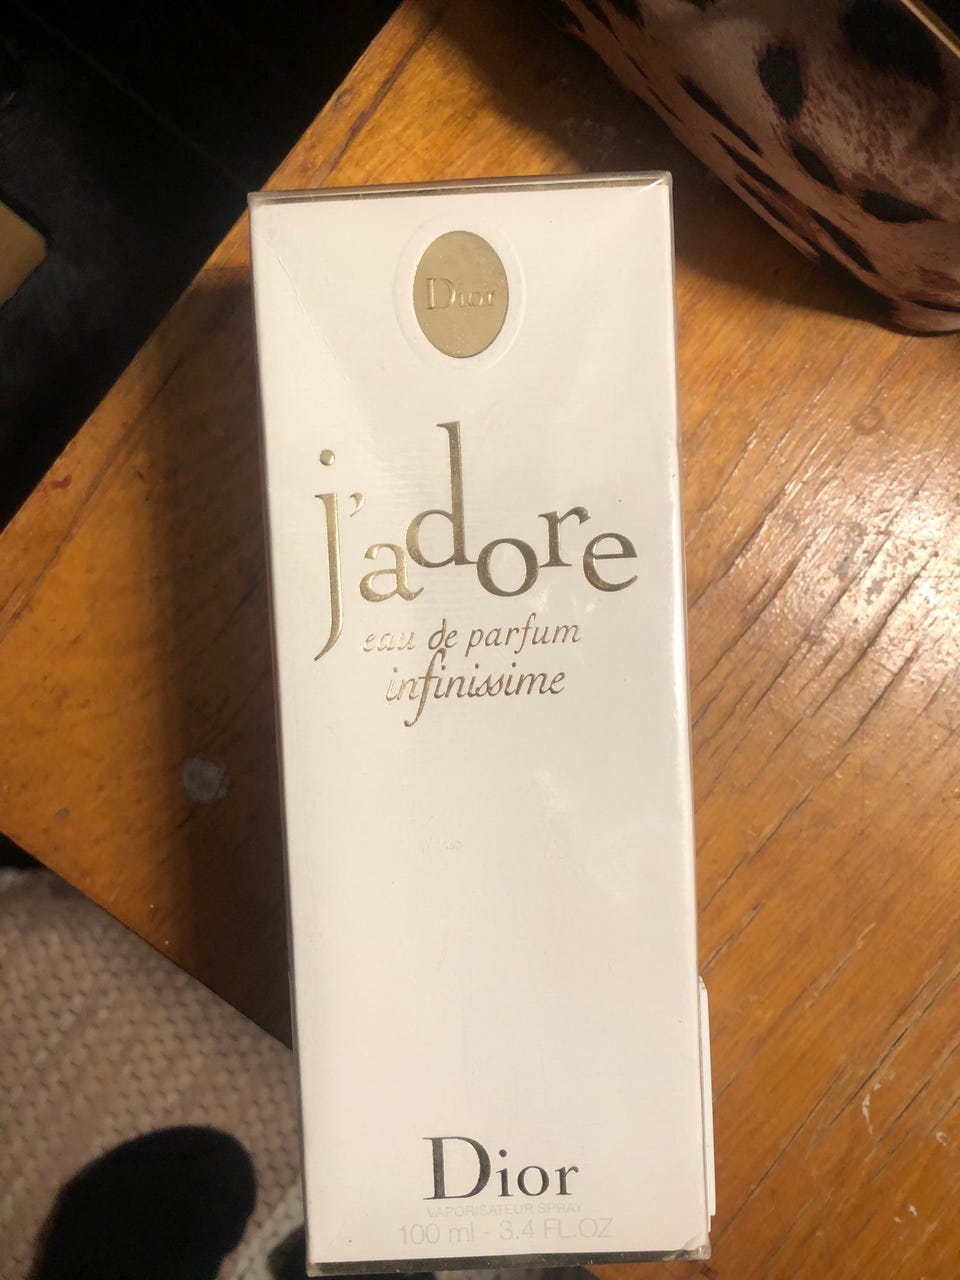 Dior
j'adore
eau de parfum
infinissime
Dior
VAPORISATEUR SPRAY
100 ml - 3.4 FL.OZ